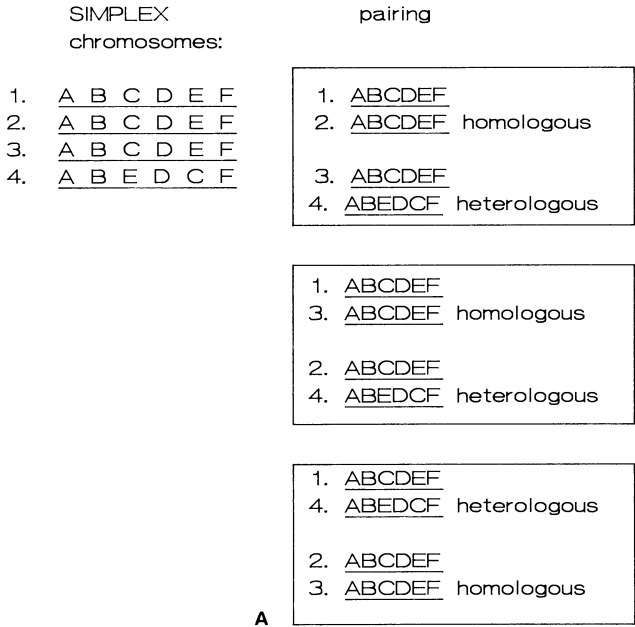 SIMPLEX
chromosomes:
1. A B C D E F
2. A B C D E F
3. A B C D E F
4. A B E D C F
pairing
1. ABCDEF
2. ABCDEF homologous
3. ABCDEF
4. ABEDCF heterologous
1. ABCDEF
3. ABCDEF homologous
2. ABCDEF
4. ABEDCF heterologous
1. ABCDEF
4. ABEDCF heterologous
2. ABCDEF
3. ABCDEF homologous
A